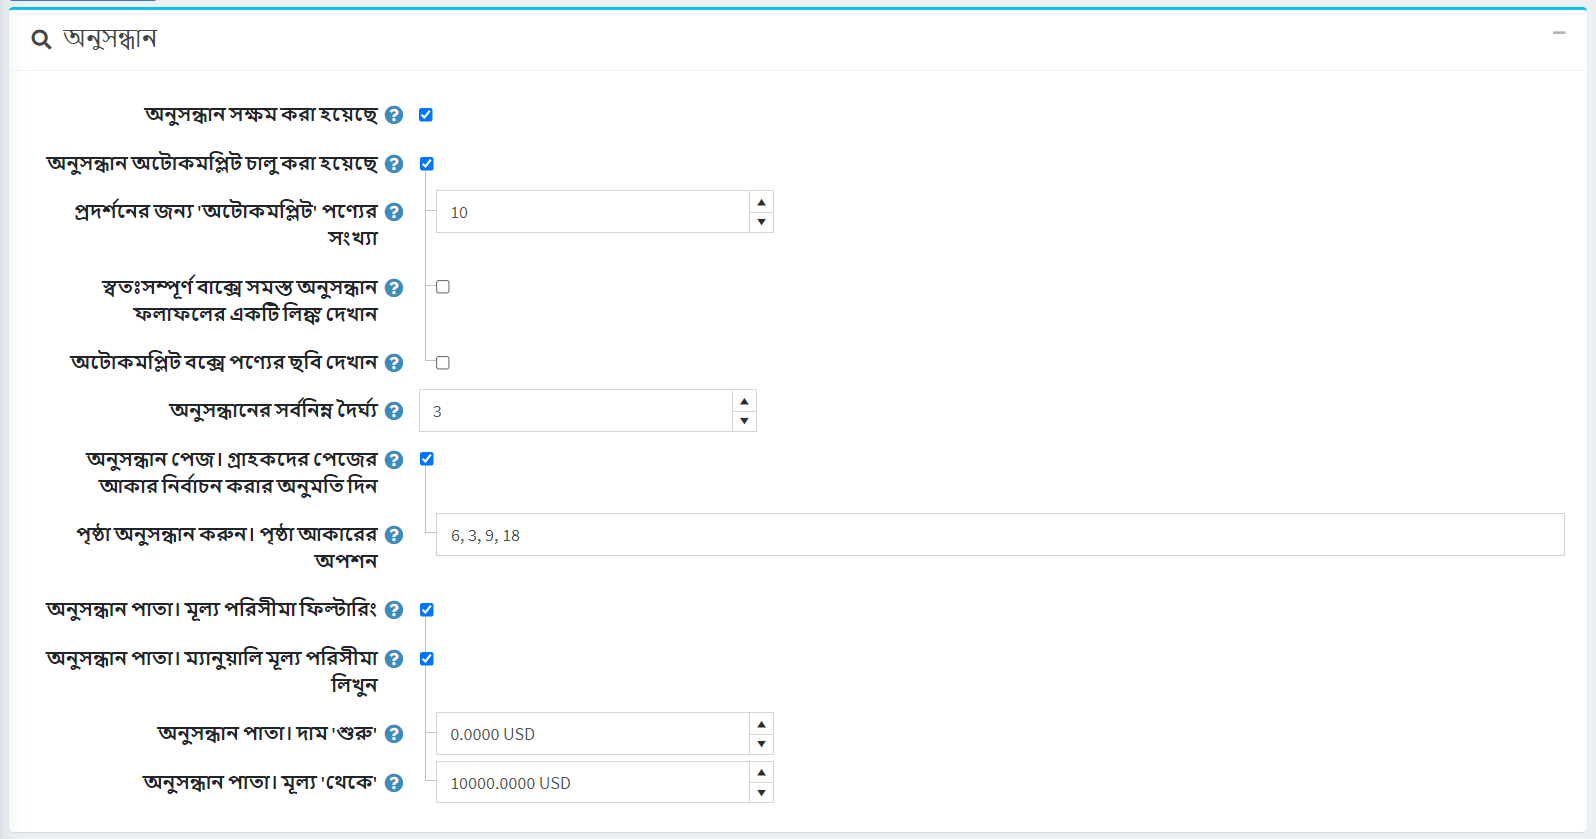 অনুসন্ধান
অনুসন্ধান সক্ষম করা হয়েছে
অনুসন্ধান অটোকমপ্লিট চালু করা হয়েছে
প্রদর্শনের জন্য 'অটোকমপ্লিট' পণ্যের
সংখ্যা
10
স্বতঃসম্পূর্ণ বাক্সে সমস্ত অনুসন্ধান
ফলাফলের একটি লিঙ্ক দেখান
অটোকমপ্লিট বক্সে পণ্যের ছবি দেখান
অনুসন্ধানের সর্বনিম্ন দৈর্ঘ্য
3
অনুসন্ধান পেজ। গ্রাহকদের পেজের
আকার নির্বাচন করার অনুমতি দিন
পৃষ্ঠা অনুসন্ধান করুন। পৃষ্ঠা আকারের
অপশন
6, 3, 9, 18
অনুসন্ধান পাতা। মূল্য পরিসীমা ফিল্টারিং
অনুসন্ধান পাতা। ম্যানুয়ালি মূল্য পরিসীমা
লিখুন
অনুসন্ধান পাতা। দাম 'শুরু'
0.0000 USD
অনুসন্ধান পাতা। মূল্য 'থেকে'
10000.0000 USD